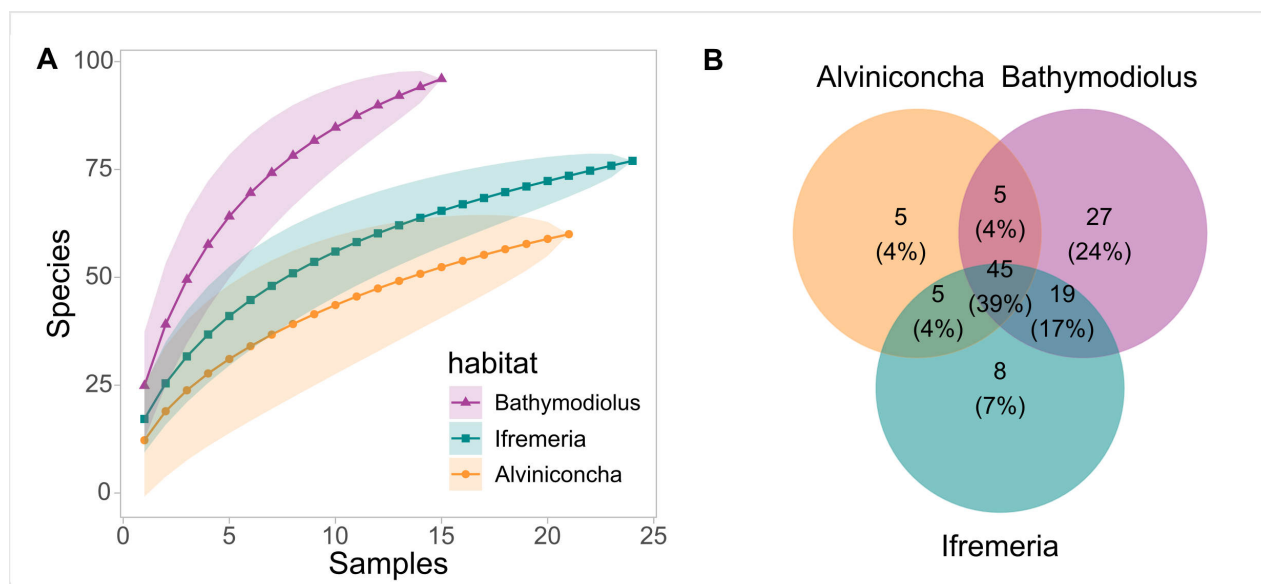 A
100
75
50
25
0
Species
0 5 10 15 20 25
Samples
habitat
Bathymodiolus
Ifremeria
Alviniconcha
B
Alviniconcha Bathymodiolus
5
(4%)
5
(4%)
27
(24%)
45
(39%)
5
(4%)
19
(17%)
8
(7%)
Ifremeria